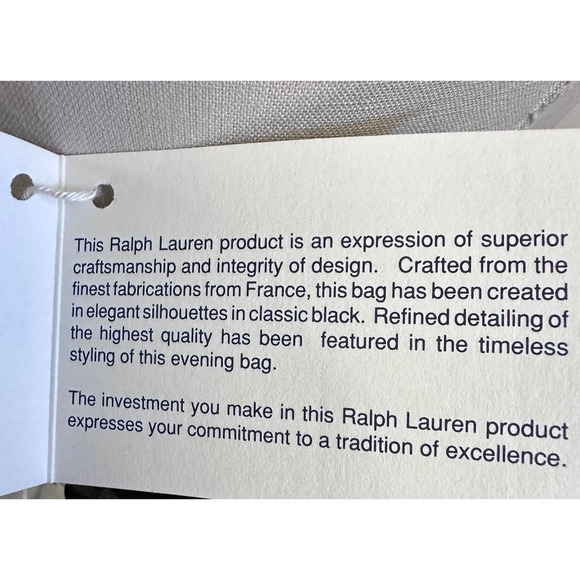 This Ralph Lauren product is an expression of superior
craftsmanship and integrity of design. Crafted from the
finest fabrications from France, this bag has been created
in elegant silhouettes in classic black. Refined detailing of
the highest quality has been featured in the timeless
styling of this evening bag.
The investment you make in this Ralph Lauren product
expresses your commitment to a tradition of excellence.